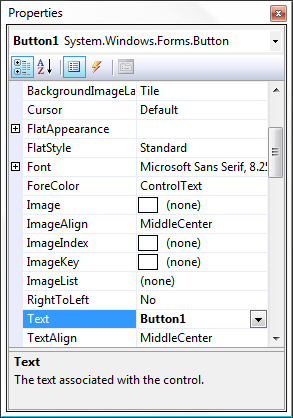 Properties
Button1 System.Windows.Forms.Button
BackgroundImageLa Tile
Cursor Default
FlatAppearance
FlatStyle Standard
Font Microsoft Sans Serif, 8.25
ForeColor ControlText
Image (none)
ImageAlign MiddleCenter
ImageIndex (none)
ImageKey (none)
ImageList (none)
RightToLeft No
Text Button1
TextAlign MiddleCenter
Text
The text associated with the control.